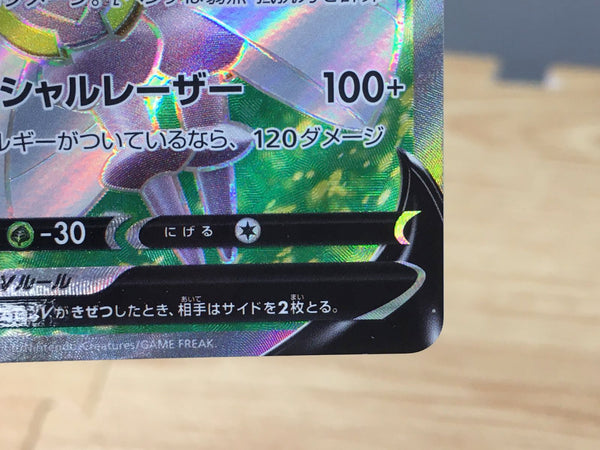 シャルレーザー 100+
ルギーがついているなら、120ダメージ
-30 にげる
Vルール
Vがきぜつしたとき、相手はサイドを2枚とる。
Creatures/GAME FREAK.